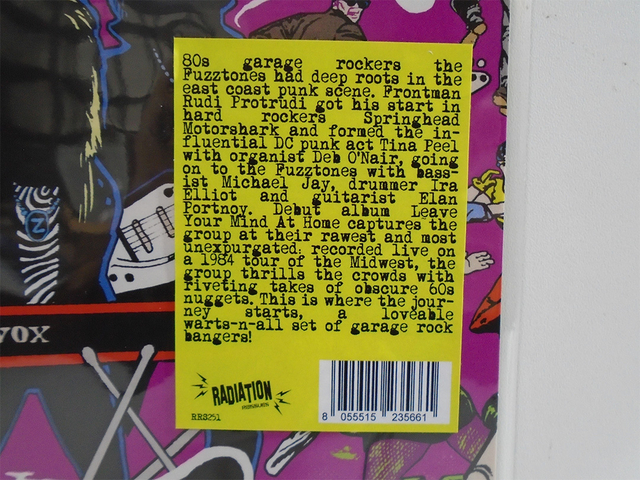 80s garage rockers the
Fuzztones had deep roots in the
east coast punk scene. Frontman
Rudi Protrudi got his start in
hard rockers Springhead
Motorshark and formed the in-
fluential DC punk act Tina Peel
with organist Deb O'Nair, going
on to the Fuzztones with bass-
ist Michael Jay, drummer Ira
Elliot and guitarist Elan
Portnoy. Debut album Leave
Your Mind At Home captures the
group at their rawest and most
unexpurgated: recorded live on
a 1984 tour of the Midwest, the
group thrills the crowds with
riveting takes of obscure 60s
nuggets. This is where the jour-
ney starts, a loveable
warts-n-all set of garage rock
bangers!
RADIATION
REISSUES
RRS251
8 055515 235661
VOX
N